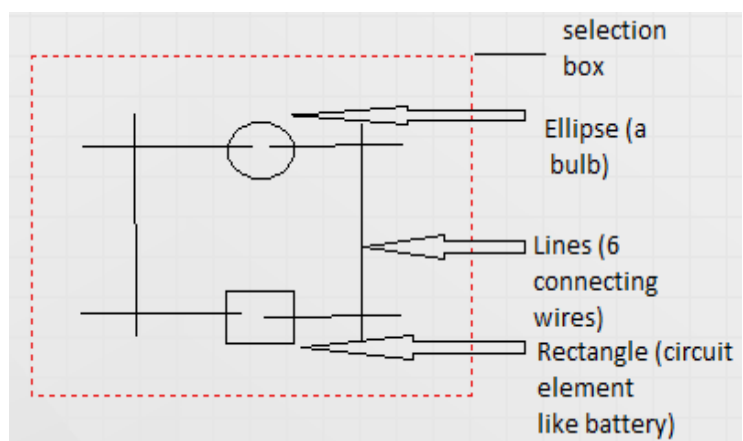 selection
box
Ellipse (a
bulb)
Lines (6
connecting
wires)
Rectangle (circuit
element
like battery)